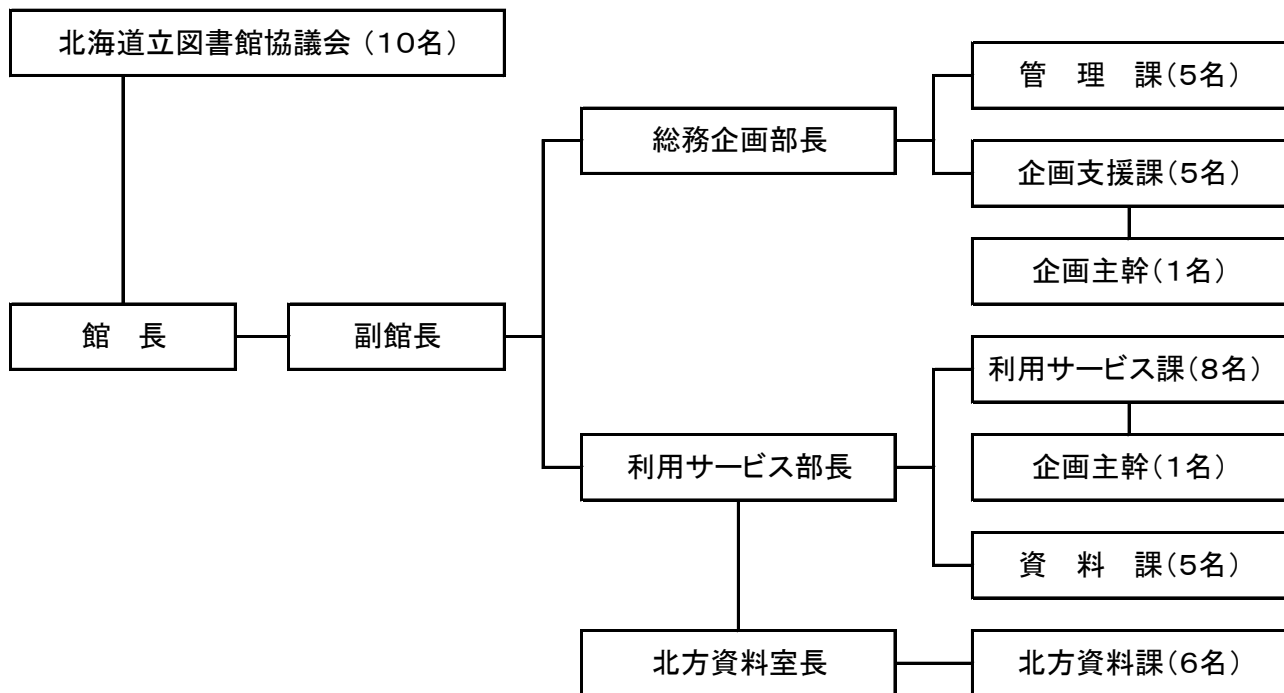 北海道立図書館協議会（10名）
管　理　課（5名）
総務企画部長
企画支援課（5名）
企画主幹（1名）
館　長
副館長
利用サービス課（8名）
利用サービス部長
企画主幹（1名）
資　料　課（5名）
北方資料室長
北方資料課（6名）